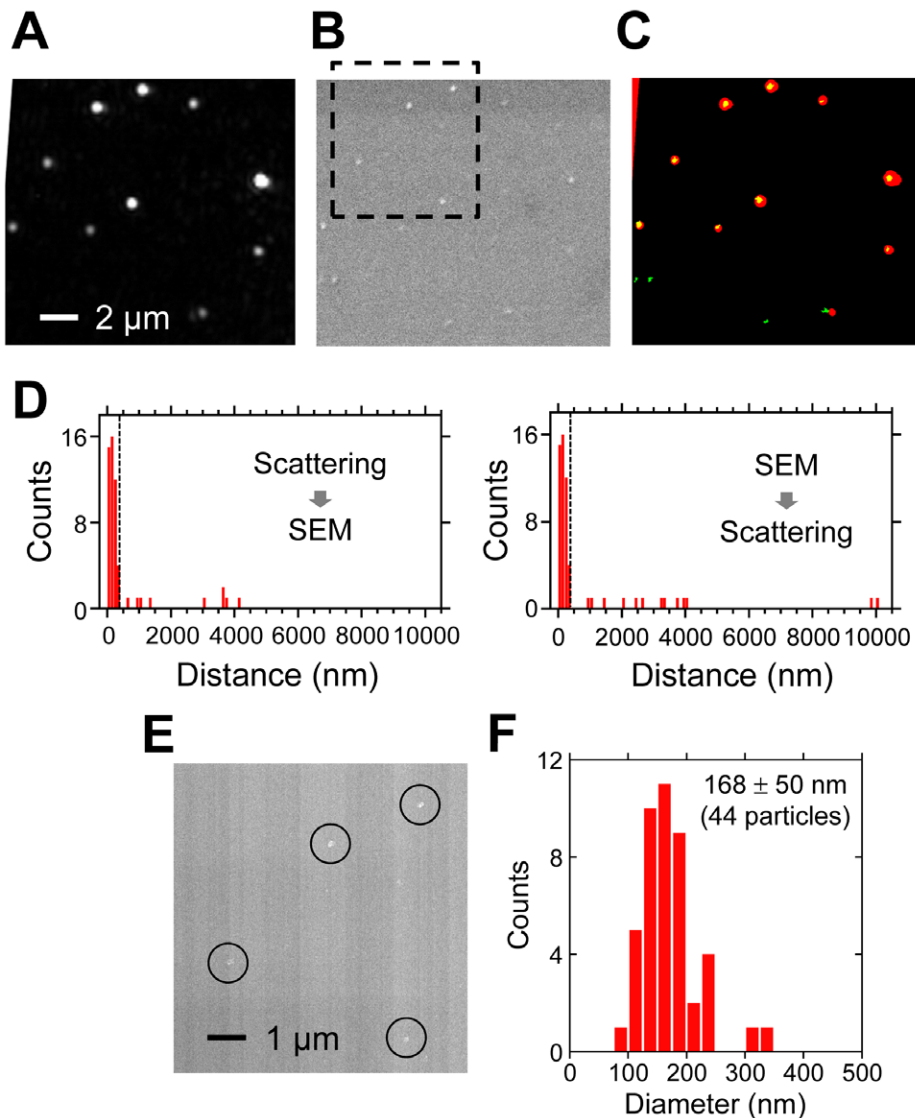 A
B
C
2 µm
D
16
8
0
Counts
Scattering
SEM
0 2000 4000 6000 8000 10000
Distance (nm)
16
8
0
Counts
SEM
Scattering
0 2000 4000 6000 8000 10000
Distance (nm)
E
1 µm
F
12
8
4
0
Counts
168 ± 50 nm
(44 particles)
0 100 200 300 400 500
Diameter (nm)